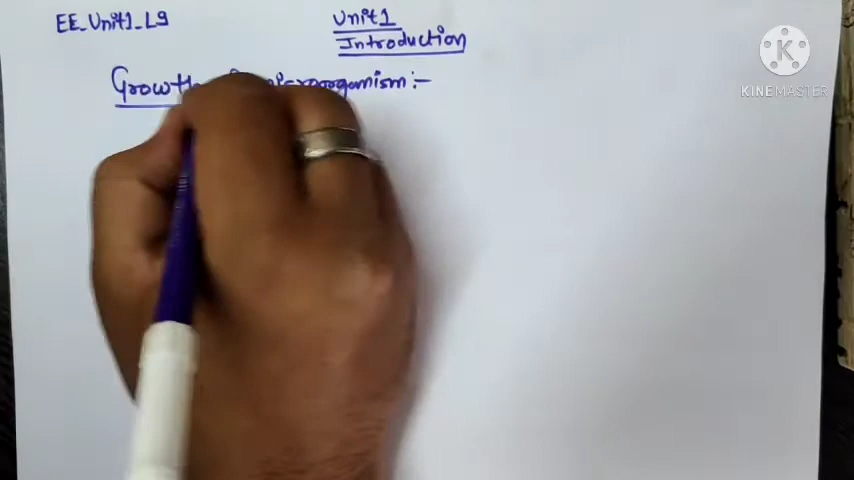 EE_Unit1_L9
Unit1
Introduction
Growth microorganism:-
KINEMASTER